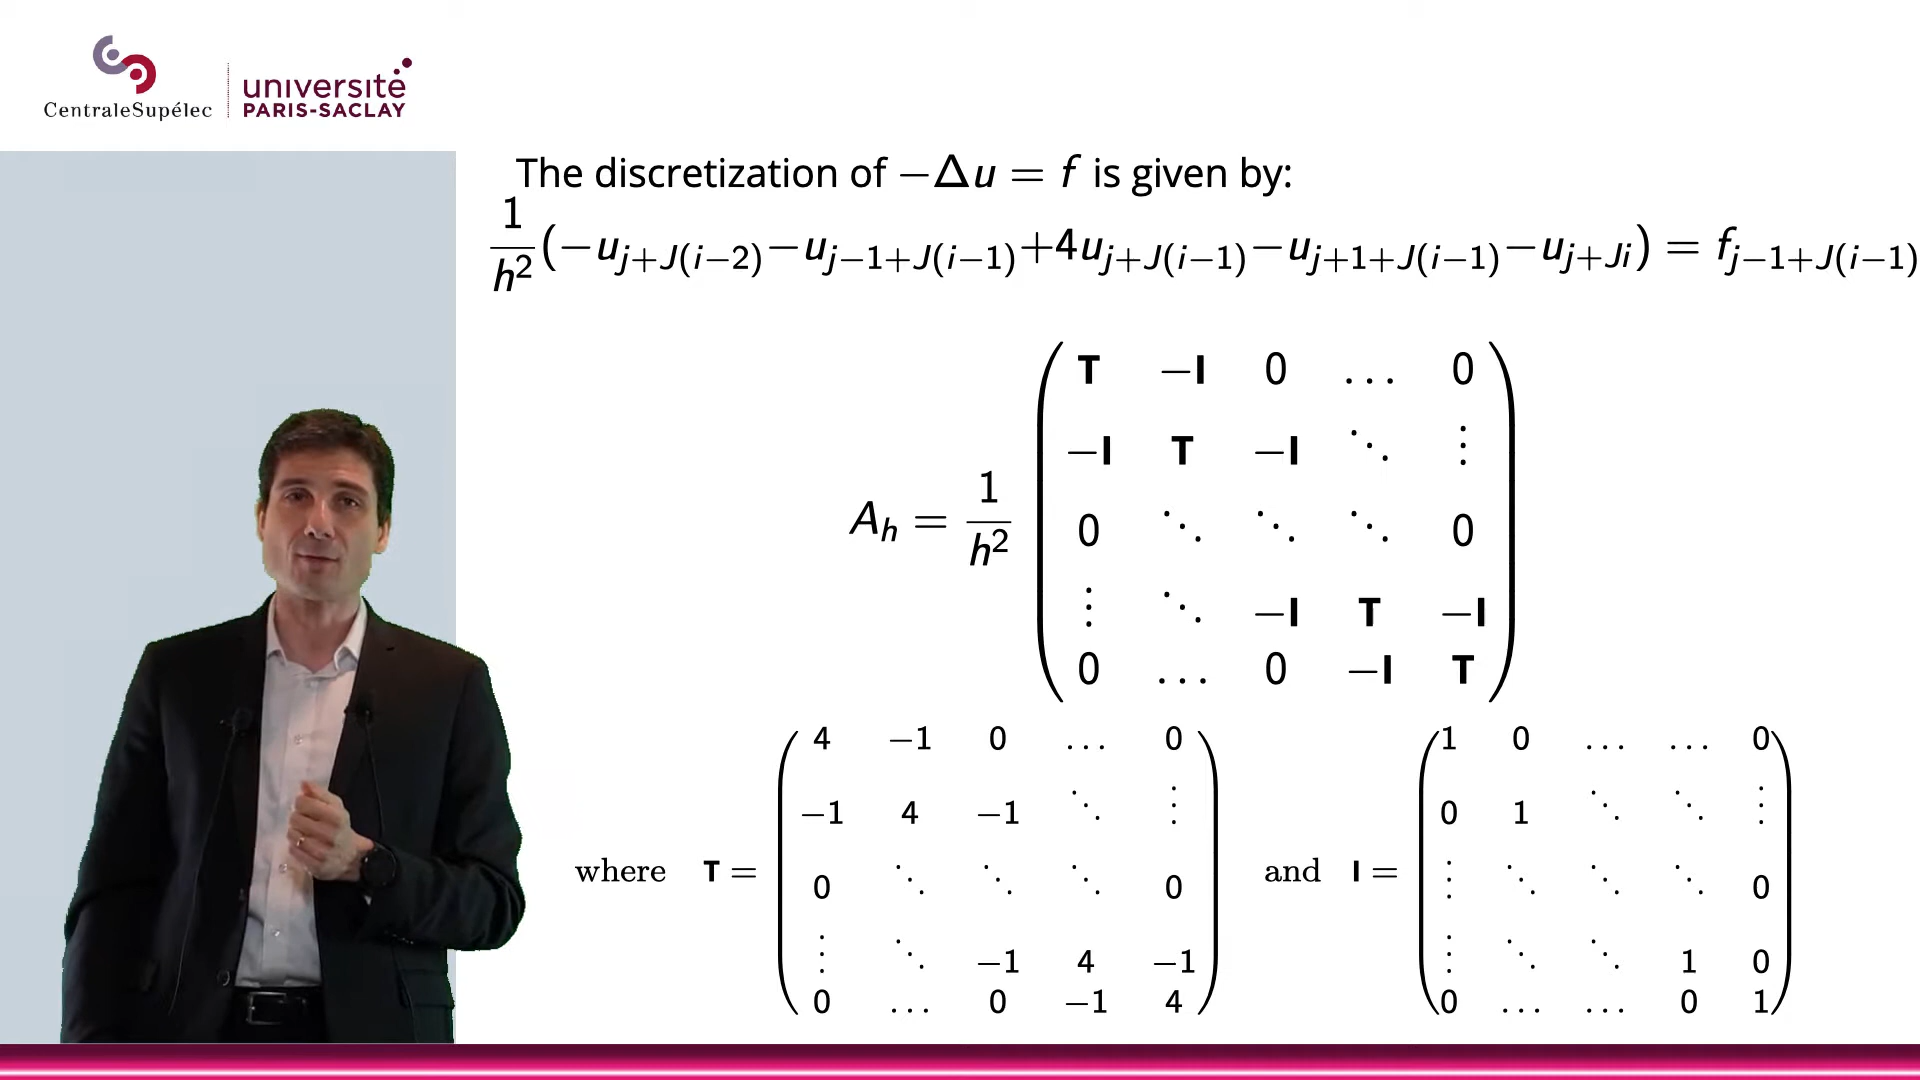 CentraleSupélec
université
PARIS-SACLAY
The discretization of −Δu = f is given by:
1/h² (−u_{j+J(i−2)} − u_{j−1+J(i−1)} + 4u_{j+J(i−1)} − u_{j+1+J(i−1)} − u_{j+Ji}) = f_{j−1+J(i−1)}
A_h = 1/h²
T −I 0 … 0
−I T −I ⋱ ⋮
0 ⋱ ⋱ ⋱ 0
⋮ ⋱ −I T −I
0 … 0 −I T
where T =
4 −1 0 … 0
−1 4 −1 ⋱ ⋮
0 ⋱ ⋱ ⋱ 0
⋮ ⋱ −1 4 −1
0 … 0 −1 4
and I =
1 0 … … 0
0 1 ⋱ ⋱ ⋮
⋮ ⋱ ⋱ ⋱ 0
⋮ ⋱ ⋱ 1 0
0 … … 0 1